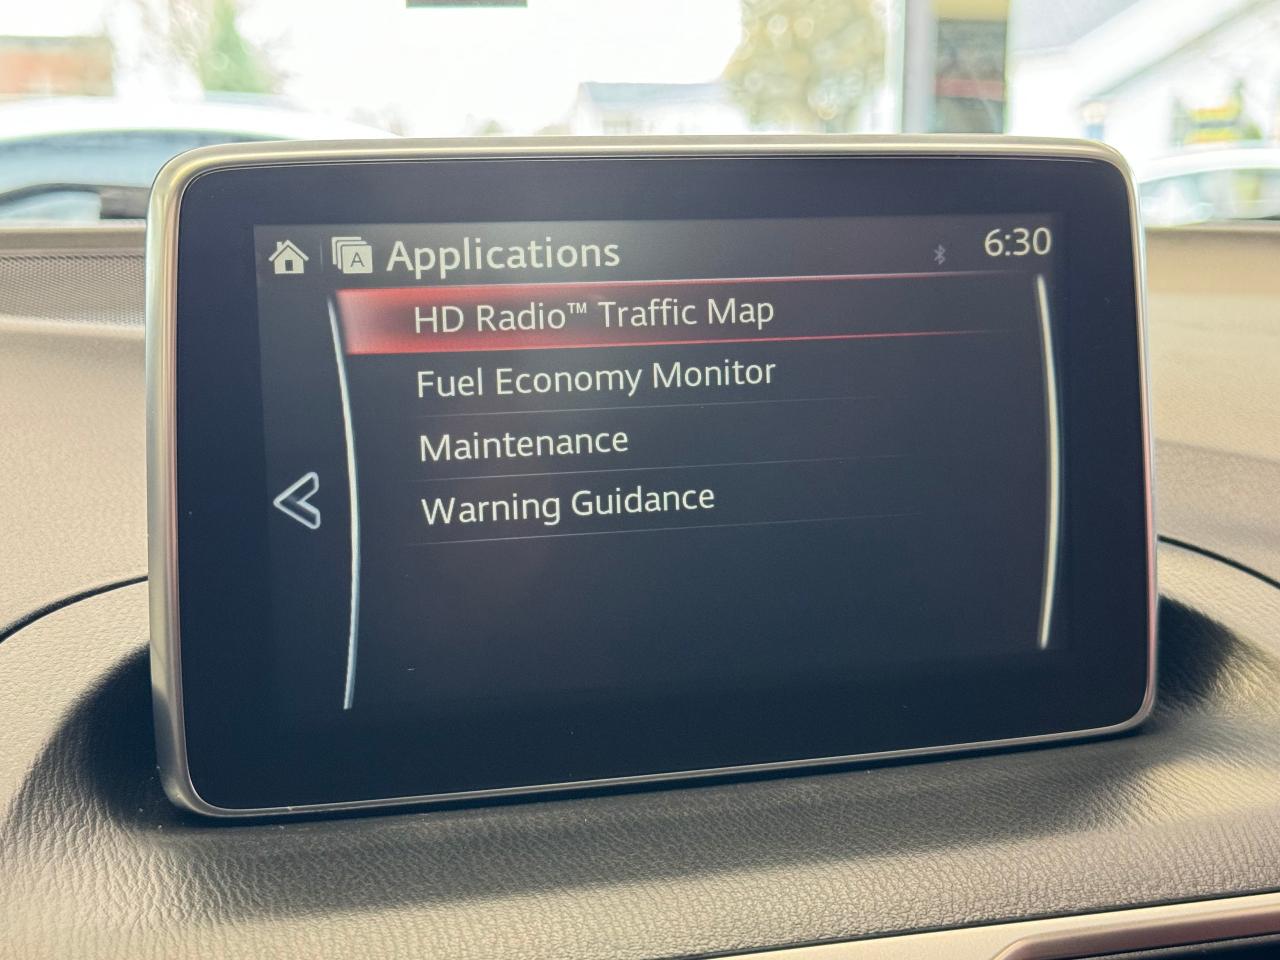 Applications
6:30
HD Radio™ Traffic Map
Fuel Economy Monitor
Maintenance
Warning Guidance